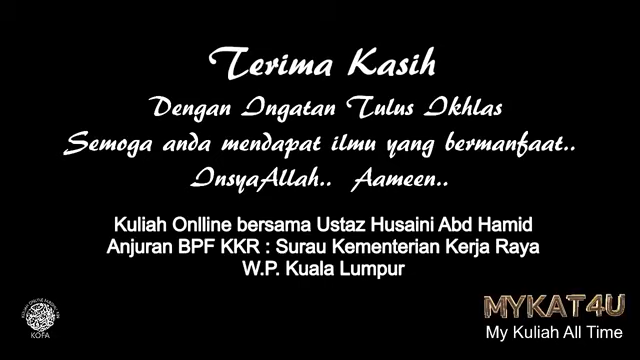 Terima Kasih
Dengan Ingatan Tulus Ikhlas
Semoga anda mendapat ilmu yang bermanfaat..
InsyaAllah.. Aameen..
Kuliah Onlline bersama Ustaz Husaini Abd Hamid
Anjuran BPF KKR : Surau Kementerian Kerja Raya
W.P. Kuala Lumpur
KOFA
MYKAT4U
My Kuliah All Time